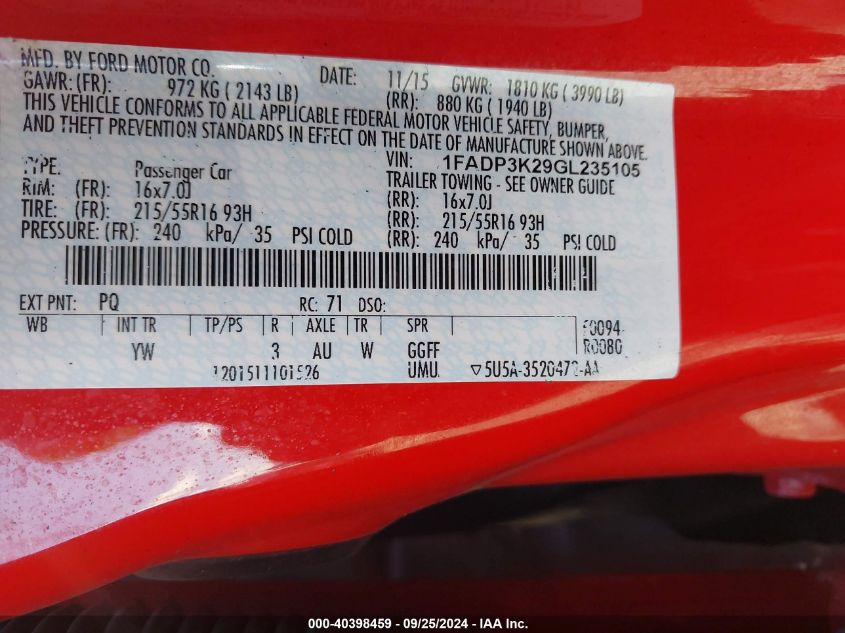 MFD. BY FORD MOTOR CO.
DATE: 11/15 GVWR: 1810 KG ( 3990 LB)
GAWR: (FR): 972 KG ( 2143 LB) (RR): 880 KG ( 1940 LB)
THIS VEHICLE CONFORMS TO ALL APPLICABLE FEDERAL MOTOR VEHICLE SAFETY, BUMPER,
AND THEFT PREVENTION STANDARDS IN EFFECT ON THE DATE OF MANUFACTURE SHOWN ABOVE.
VIN: 1FADP3K29GL235105
TYPE: Passenger Car TRAILER TOWING - SEE OWNER GUIDE
RIM: (FR): 16x7.0J (RR): 16x7.0J
TIRE: (FR): 215/55R16 93H (RR): 215/55R16 93H
PRESSURE: (FR): 240 kPa/ 35 PSI COLD (RR): 240 kPa/ 35 PSI COLD
EXT PNT: PQ RC: 71 DSO:
WB INT TR TP/PS R AXLE TR SPR F0094
YW 3 AU W GGFF R0080
1201511101526 UMU. ▽5U5A-3520472-AA
000-40398459 - 09/25/2024 - IAA Inc.